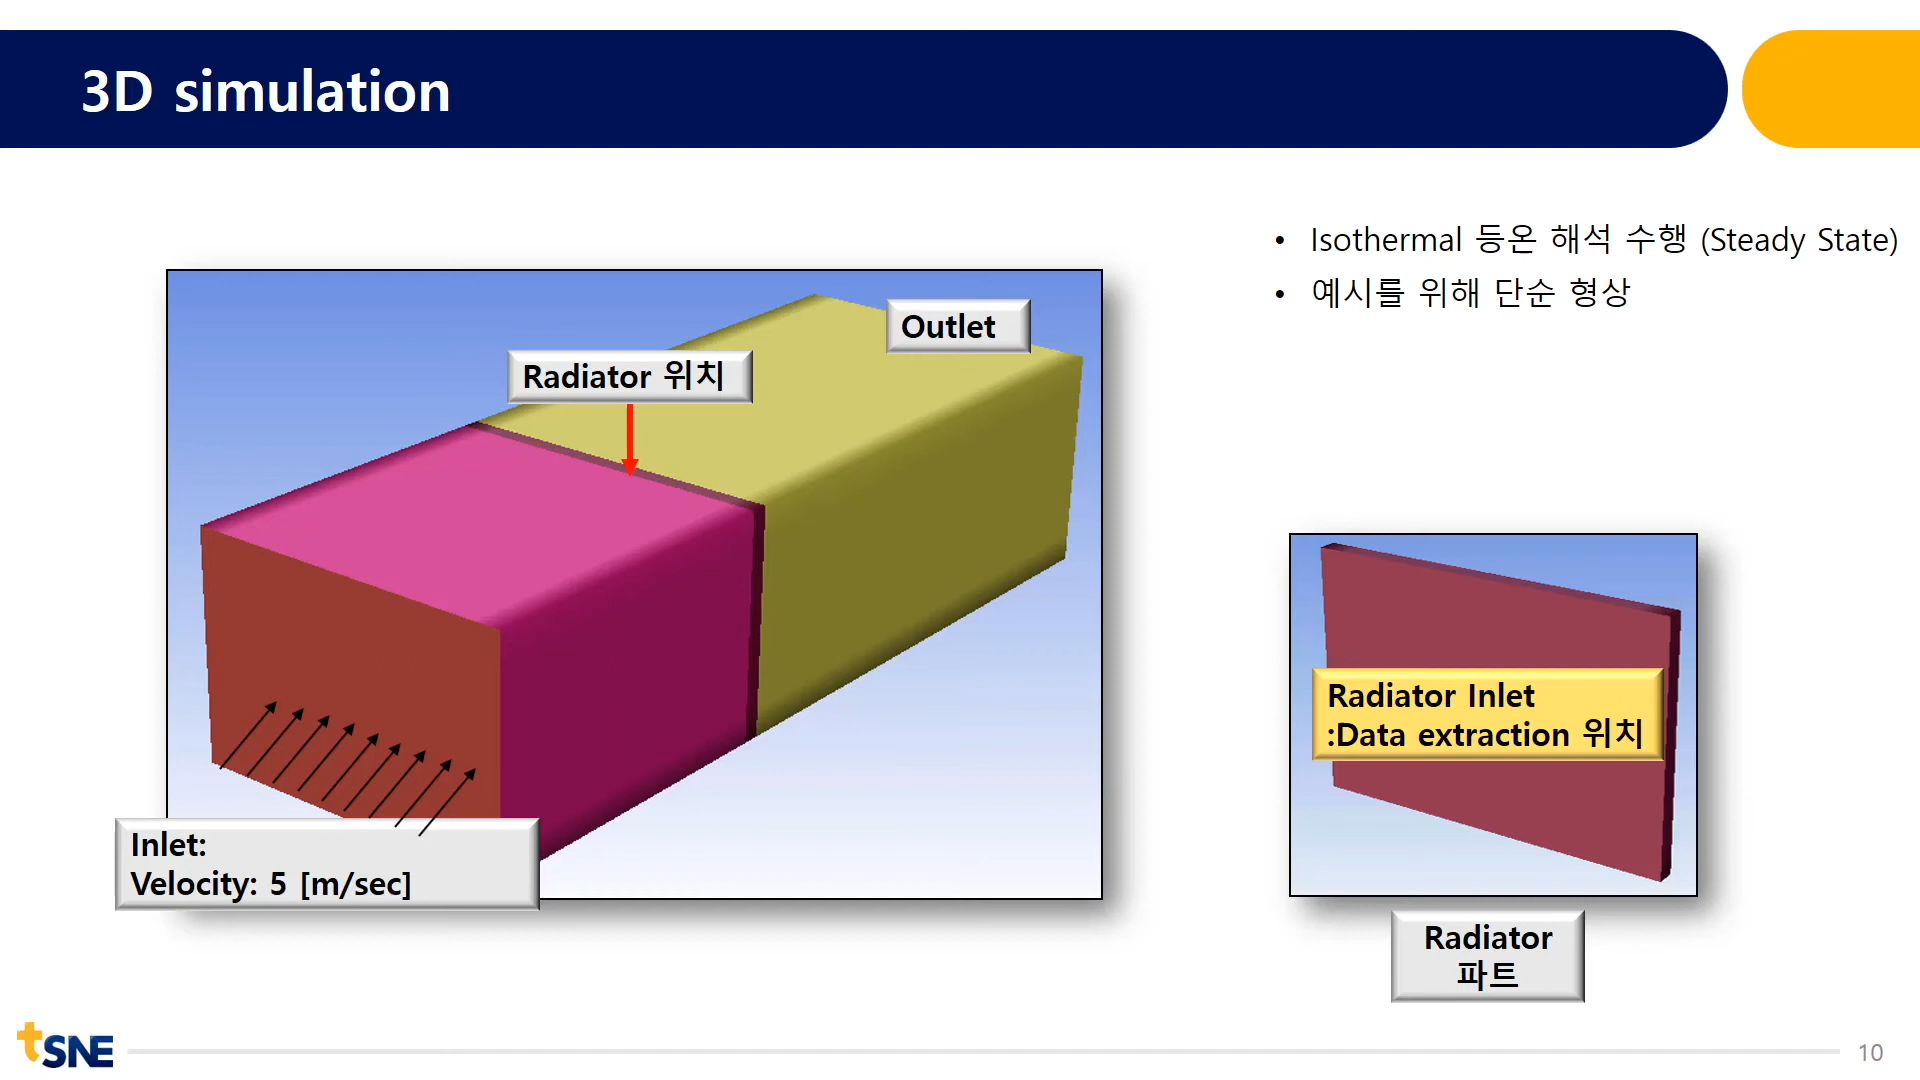 3D simulation
• Isothermal 등온 해석 수행 (Steady State)
• 예시를 위해 단순 형상
Outlet
Radiator 위치
Inlet:
Velocity: 5 [m/sec]
Radiator Inlet
:Data extraction 위치
Radiator
파트
tSNE
10